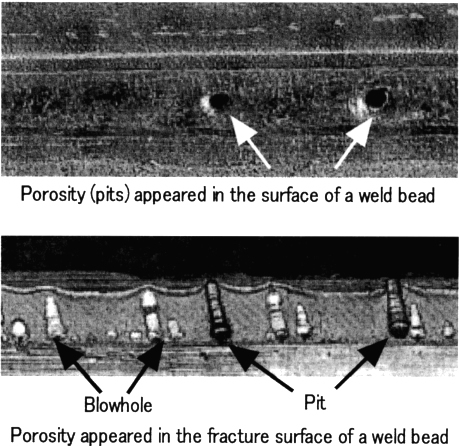 Porosity (pits) appeared in the surface of a weld bead
Blowhole
Pit
Porosity appeared in the fracture surface of a weld bead